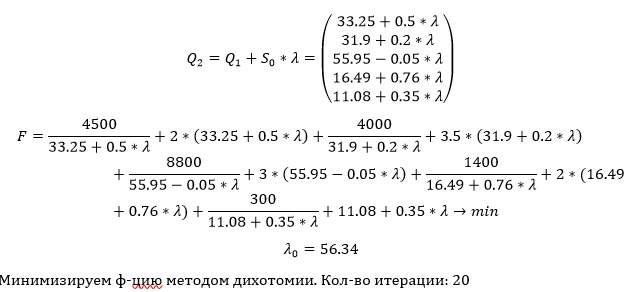 Q₂ = Q₁ + S₀ * λ = ( 33.25 + 0.5 * λ
31.9 + 0.2 * λ
55.95 − 0.05 * λ
16.49 + 0.76 * λ
11.08 + 0.35 * λ )
F = 4500 / (33.25 + 0.5 * λ) + 2 * (33.25 + 0.5 * λ) + 4000 / (31.9 + 0.2 * λ) + 3.5 * (31.9 + 0.2 * λ)
+ 8800 / (55.95 − 0.05 * λ) + 3 * (55.95 − 0.05 * λ) + 1400 / (16.49 + 0.76 * λ) + 2 * (16.49
+ 0.76 * λ) + 300 / (11.08 + 0.35 * λ) + 11.08 + 0.35 * λ → min
λ₀ = 56.34
Минимизируем ф-цию методом дихотомии. Кол-во итерации: 20